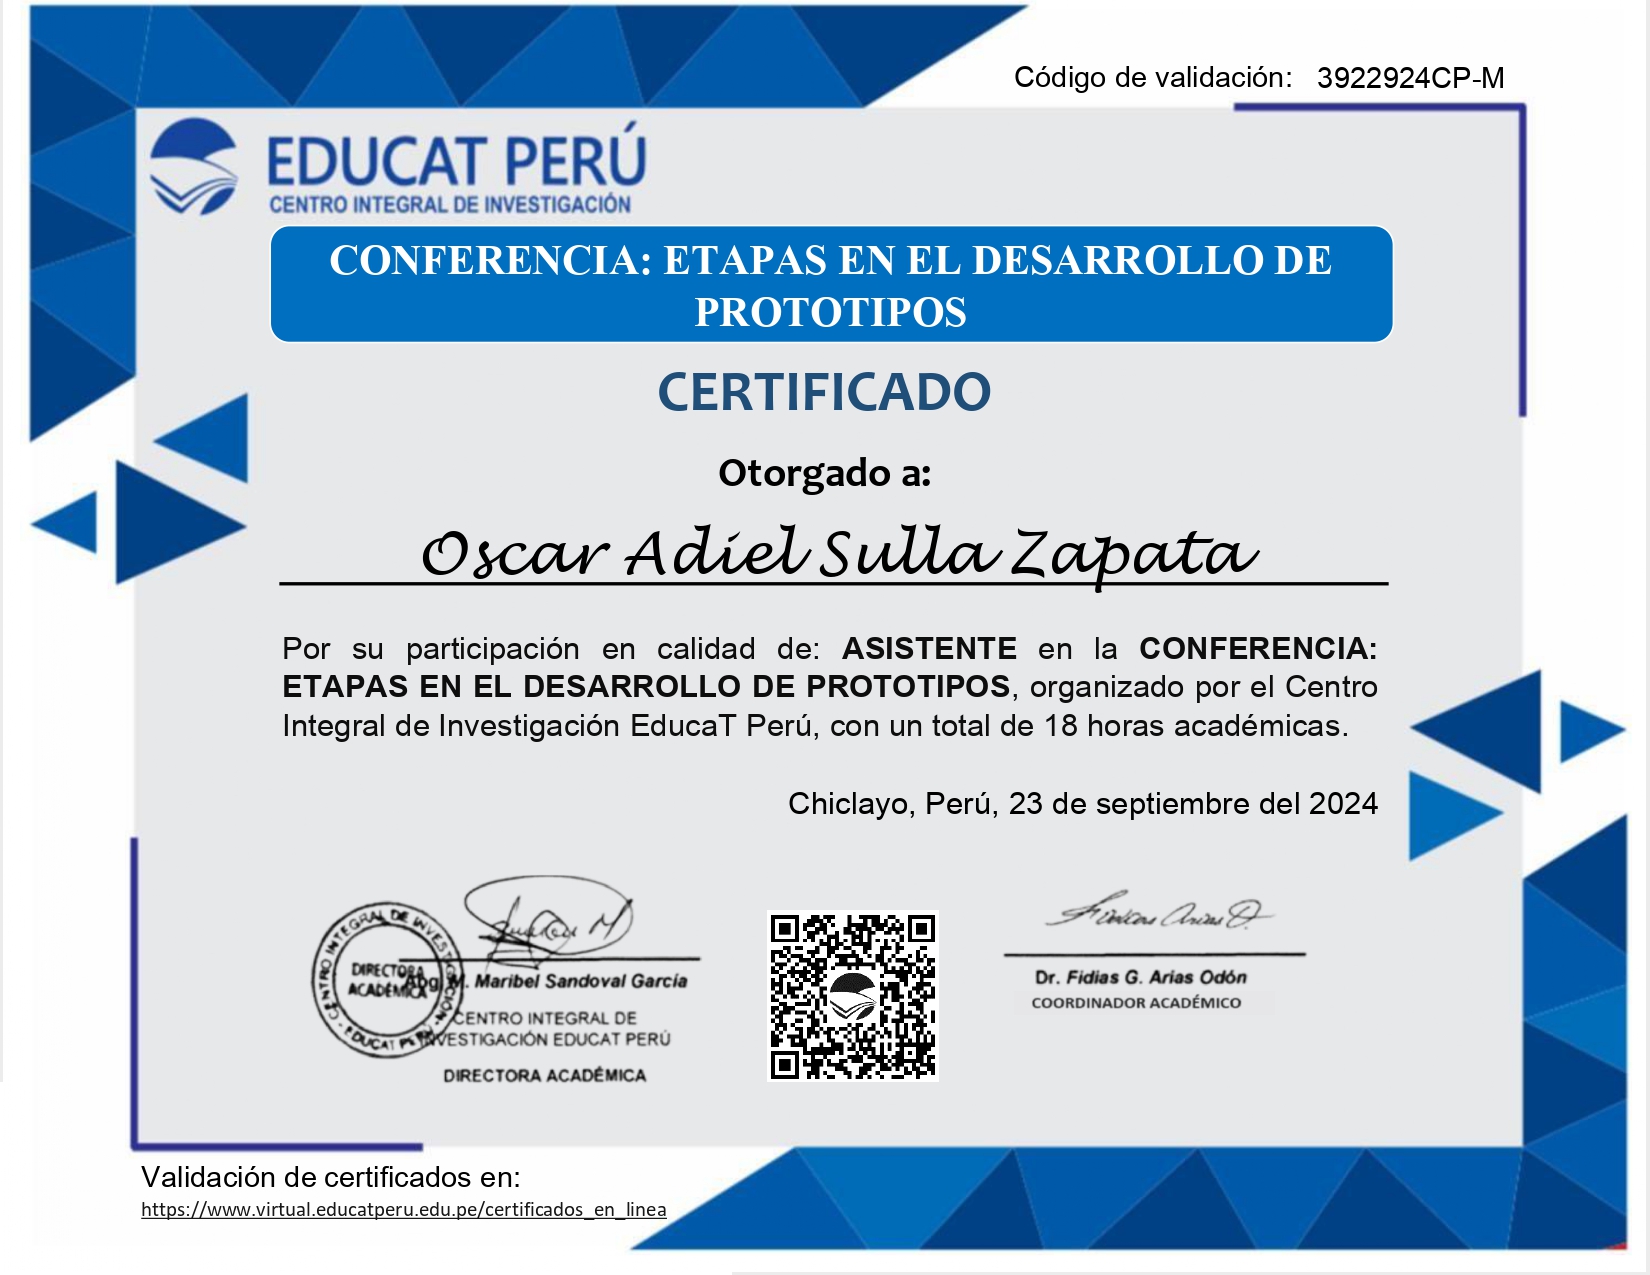 Código de validación: 3922924CP-M
EDUCAT PERÚ
CENTRO INTEGRAL DE INVESTIGACIÓN
CONFERENCIA: ETAPAS EN EL DESARROLLO DE
PROTOTIPOS
CERTIFICADO
Otorgado a:
Oscar Adiel Sulla Zapata
Por su participación en calidad de: ASISTENTE en la CONFERENCIA:
ETAPAS EN EL DESARROLLO DE PROTOTIPOS, organizado por el Centro
Integral de Investigación EducaT Perú, con un total de 18 horas académicas.
Chiclayo, Perú, 23 de septiembre del 2024
CENTRO INTEGRAL DE INVESTIGACIÓN - EDUCAT PERÚ -
DIRECTORA
ACADÉMICA
Abg. M. Maribel Sandoval García
CENTRO INTEGRAL DE
INVESTIGACIÓN EDUCAT PERÚ
DIRECTORA ACADÉMICA
Fidias Arias O.
Dr. Fidias G. Arias Odón
COORDINADOR ACADÉMICO
Validación de certificados en:
https://www.virtual.educatperu.edu.pe/certificados_en_linea